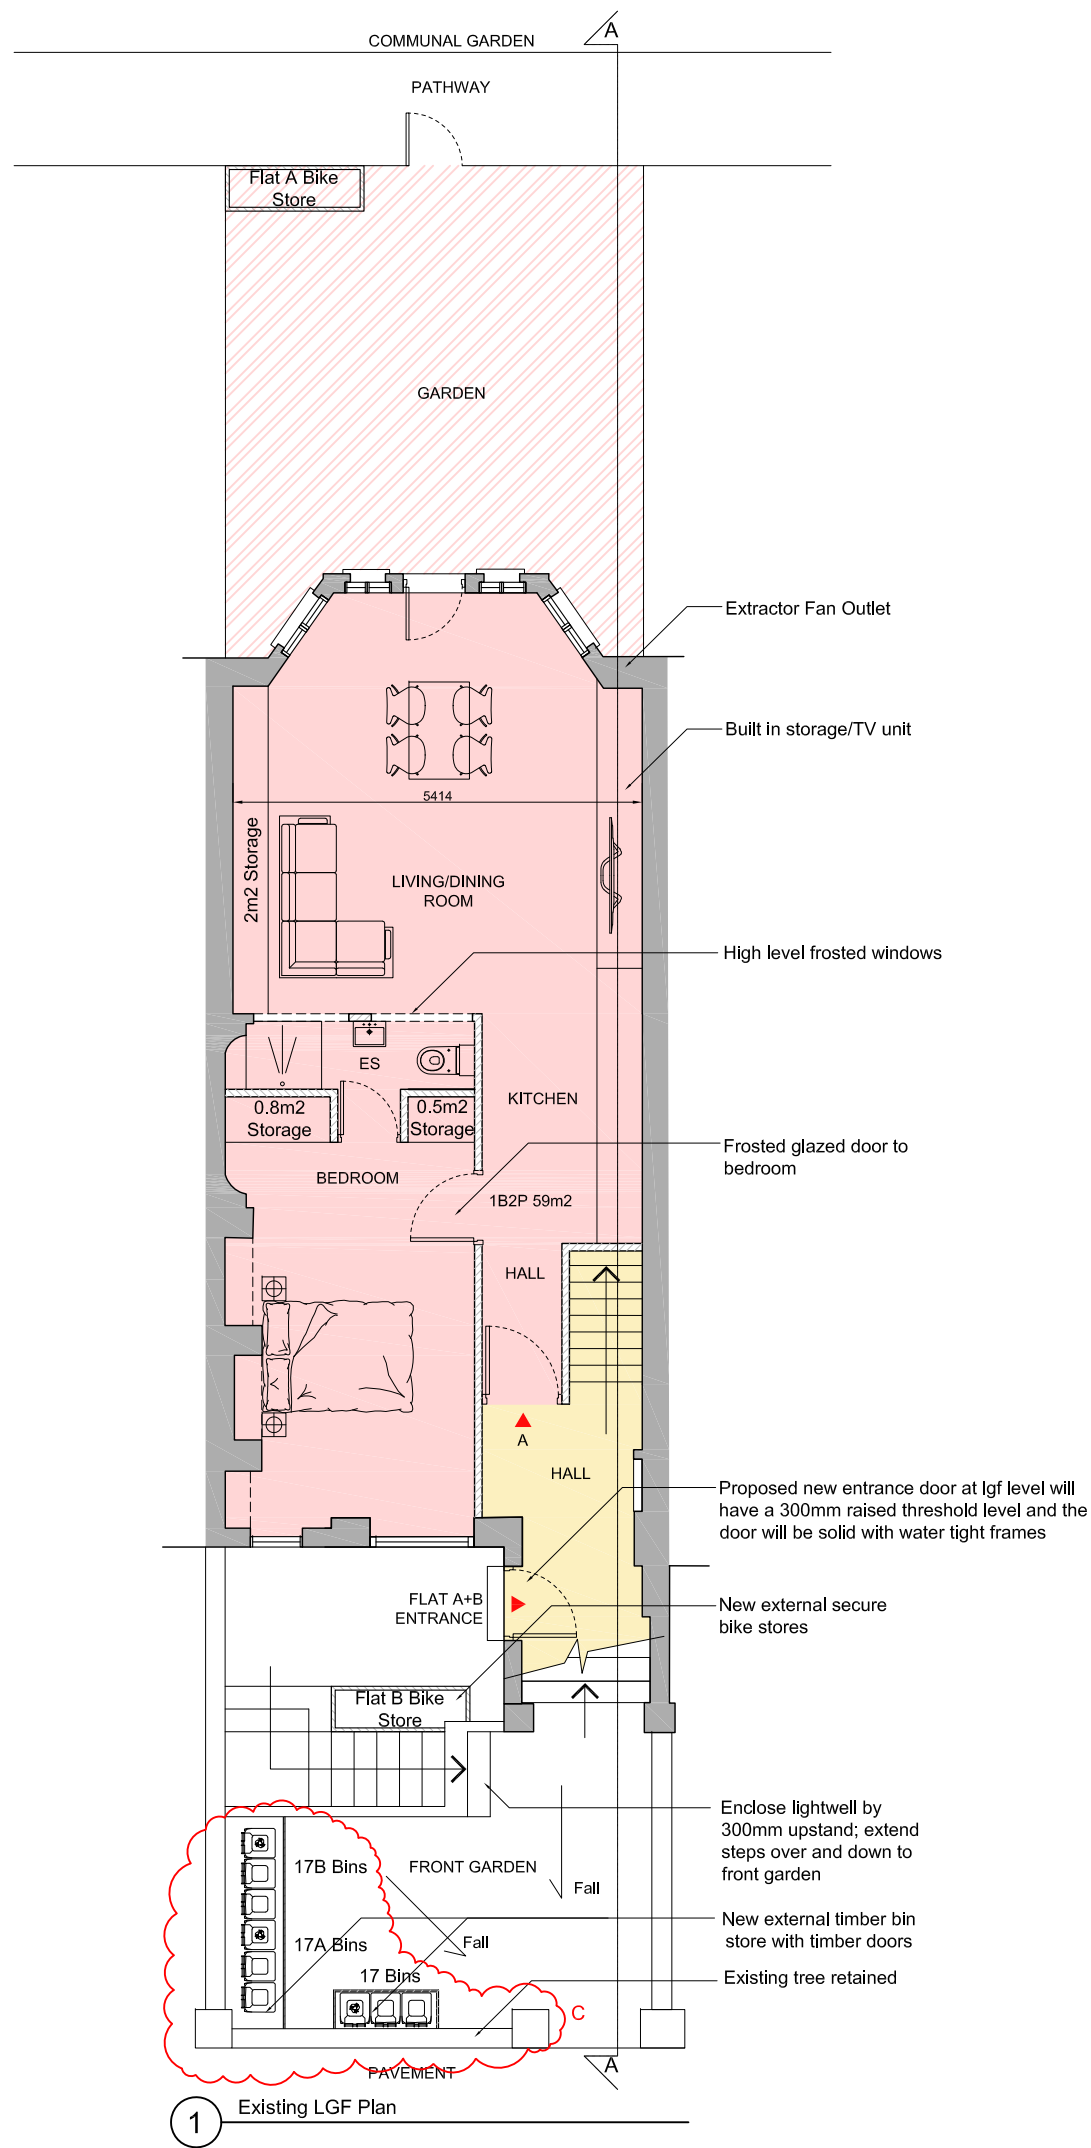 A
COMMUNAL GARDEN
PATHWAY
Flat A Bike
Store
GARDEN
Extractor Fan Outlet
Built in storage/TV unit
5414
2m2 Storage
LIVING/DINING
ROOM
High level frosted windows
ES
KITCHEN
0.8m2
Storage
0.5m2
Storage
Frosted glazed door to
bedroom
BEDROOM
1B2P 59m2
HALL
A
HALL
Proposed new entrance door at lgf level will
have a 300mm raised threshold level and the
door will be solid with water tight frames
FLAT A+B
ENTRANCE
New external secure
bike stores
Flat B Bike
Store
Enclose lightwell by
300mm upstand; extend
steps over and down to
front garden
17B Bins
FRONT GARDEN
Fall
New external timber bin
store with timber doors
17A Bins
Fall
17 Bins
Existing tree retained
C
A
PAVEMENT
1
Existing LGF Plan